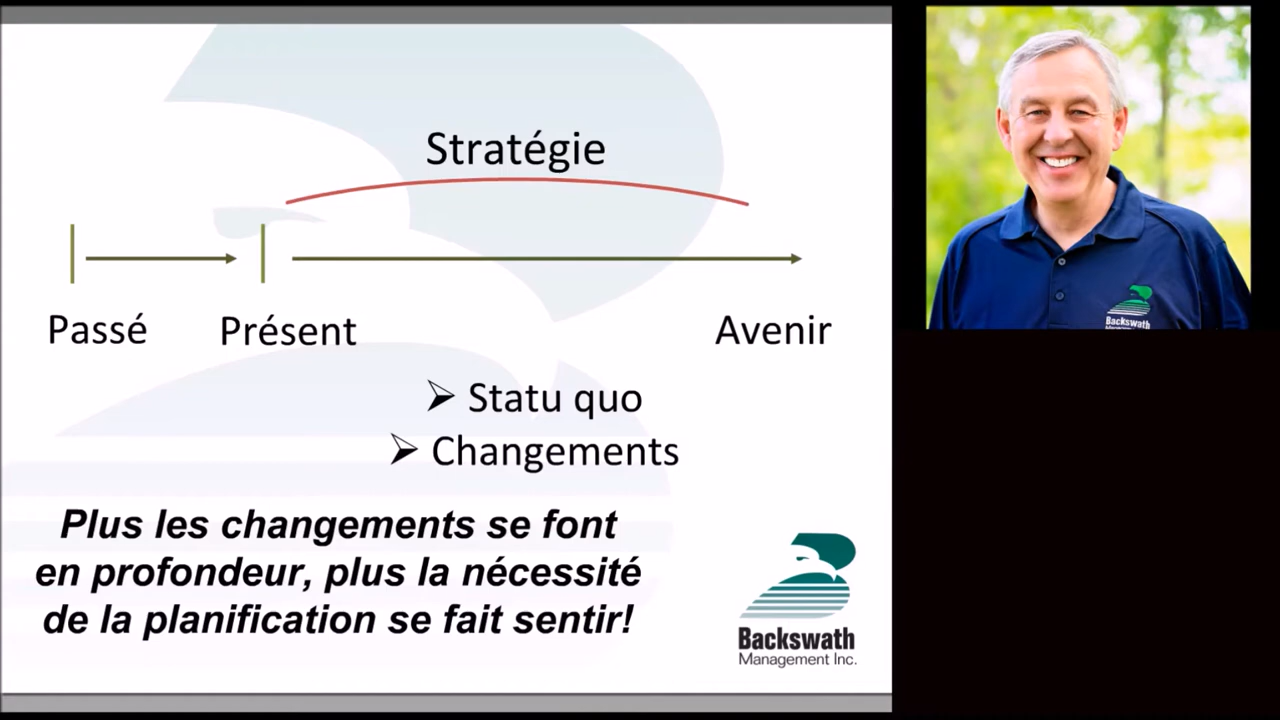 Stratégie
Passé
Présent
Avenir
Statu quo
Changements
Plus les changements se font
en profondeur, plus la nécessité
de la planification se fait sentir!
Backswath
Management Inc.
Backswath